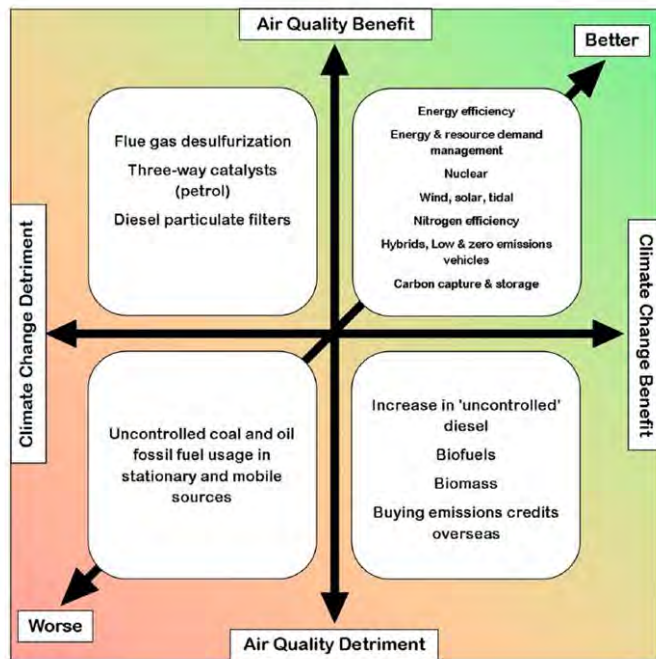 Air Quality Benefit
Better
Flue gas desulfurization
Three-way catalysts
(petrol)
Diesel particulate filters
Energy efficiency
Energy & resource demand
management
Nuclear
Wind, solar, tidal
Nitrogen efficiency
Hybrids, Low & zero emissions
vehicles
Carbon capture & storage
Climate Change Detriment
Climate Change Benefit
Uncontrolled coal and oil
fossil fuel usage in
stationary and mobile
sources
Increase in 'uncontrolled'
diesel
Biofuels
Biomass
Buying emissions credits
overseas
Worse
Air Quality Detriment